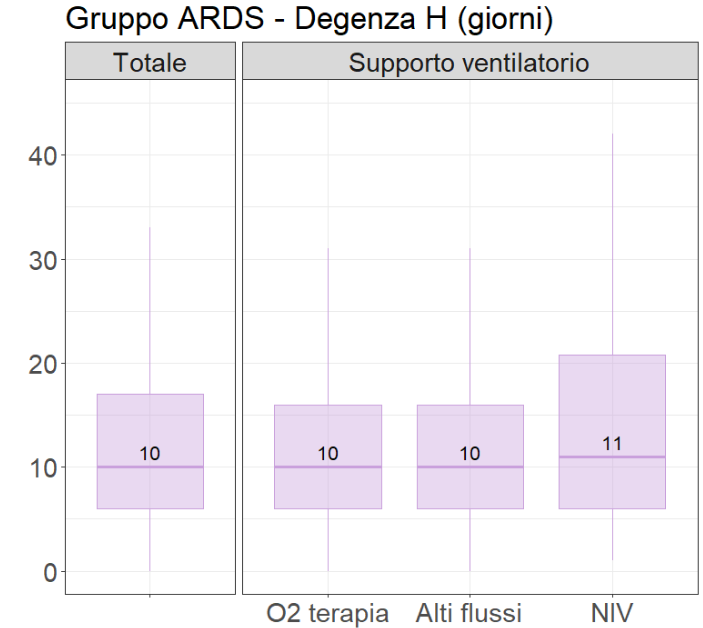 Gruppo ARDS - Degenza H (giorni)
Totale
Supporto ventilatorio
40
30
20
10
0
10
10
10
11
O2 terapia
Alti flussi
NIV